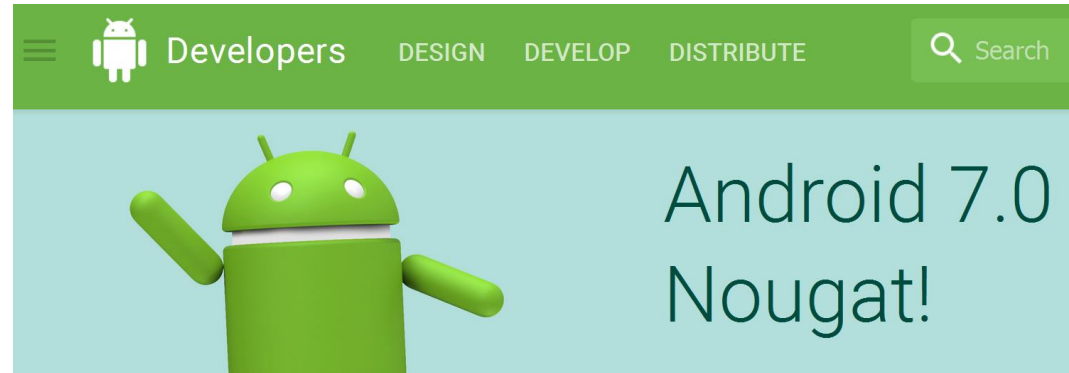 Developers DESIGN DEVELOP DISTRIBUTE Search
Android 7.0
Nougat!